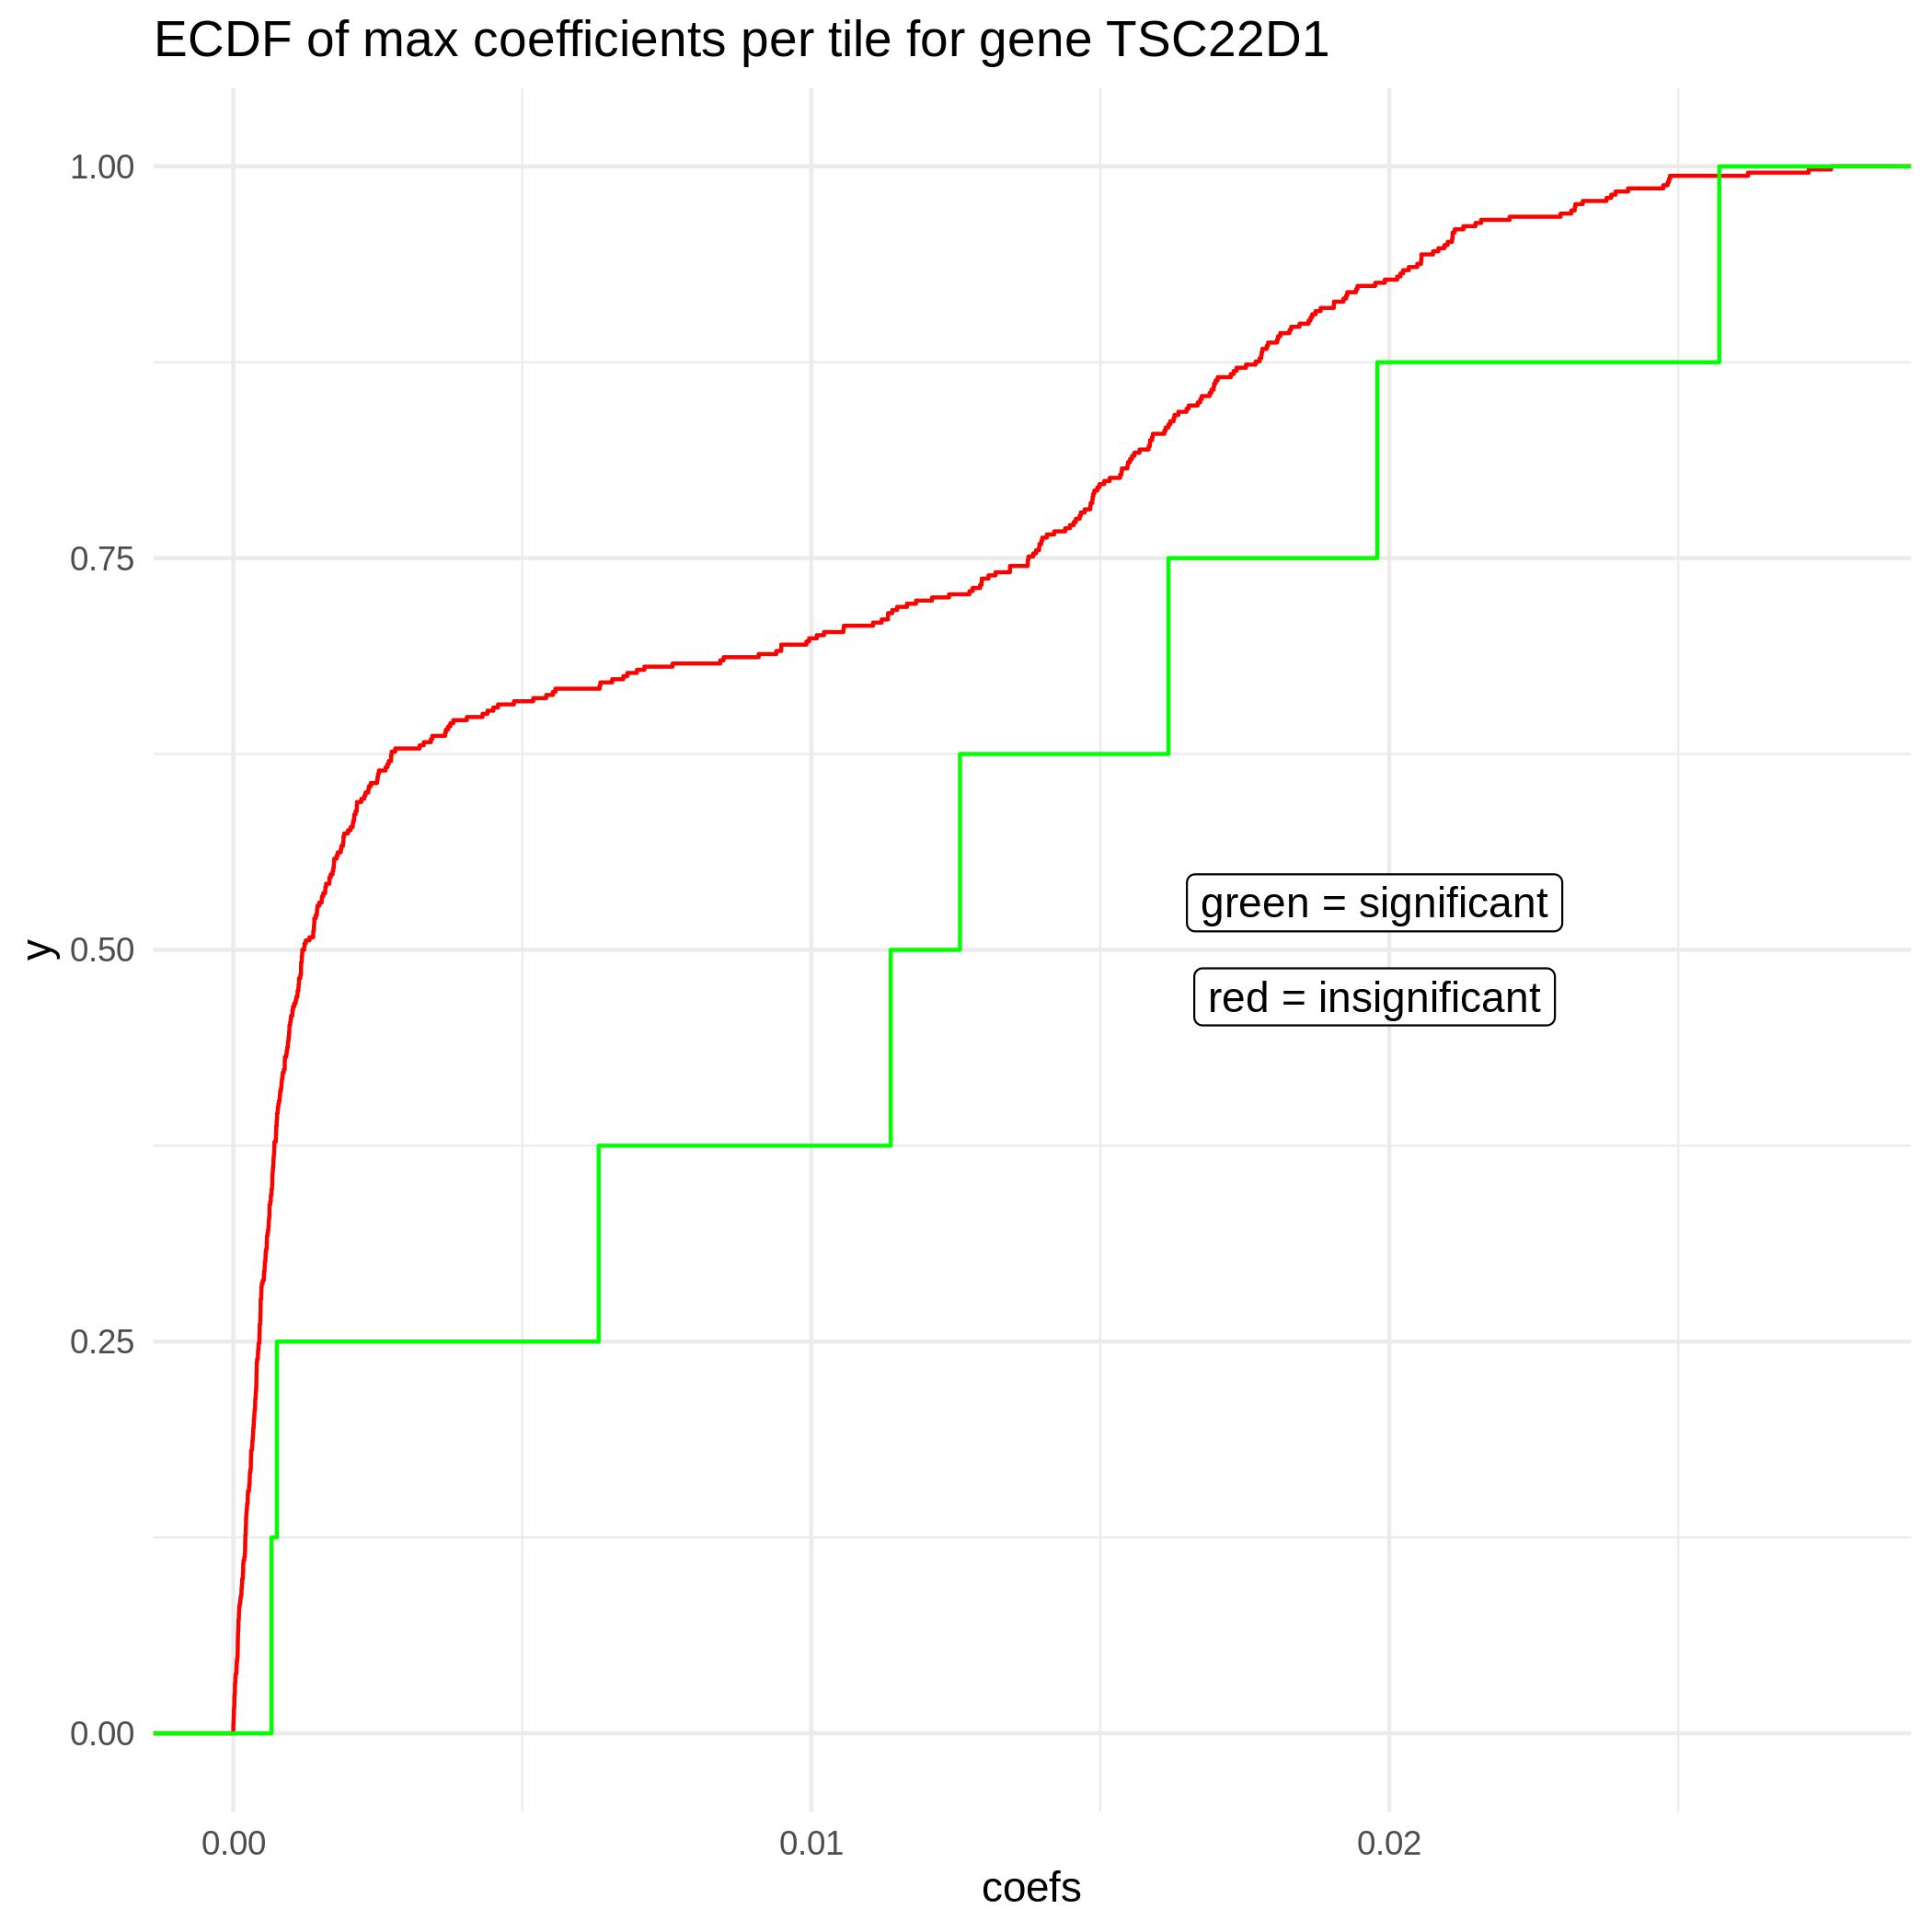 ECDF of max coefficients per tile for gene TSC22D1
1.00
0.75
0.50
0.25
0.00
y
green = significant
red = insignificant
0.00 0.01 0.02
coefs